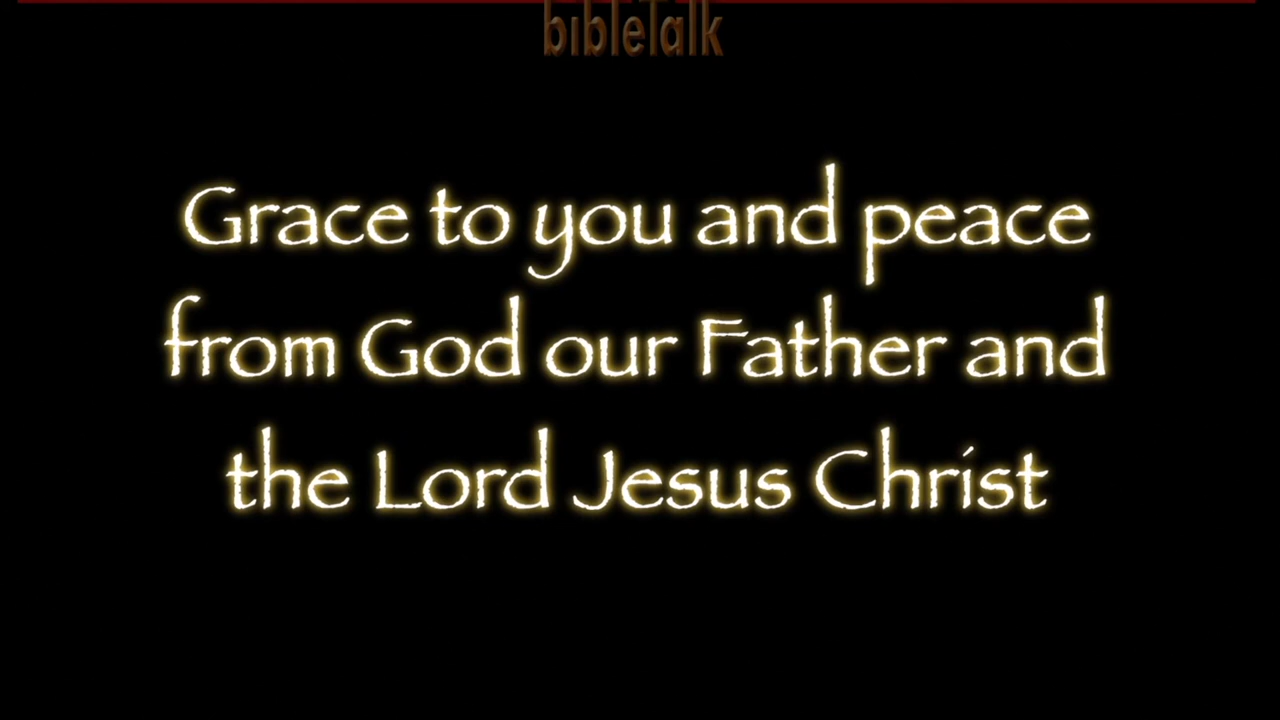 bibleTalk
Grace to you and peace
from God our Father and
the Lord Jesus Christ